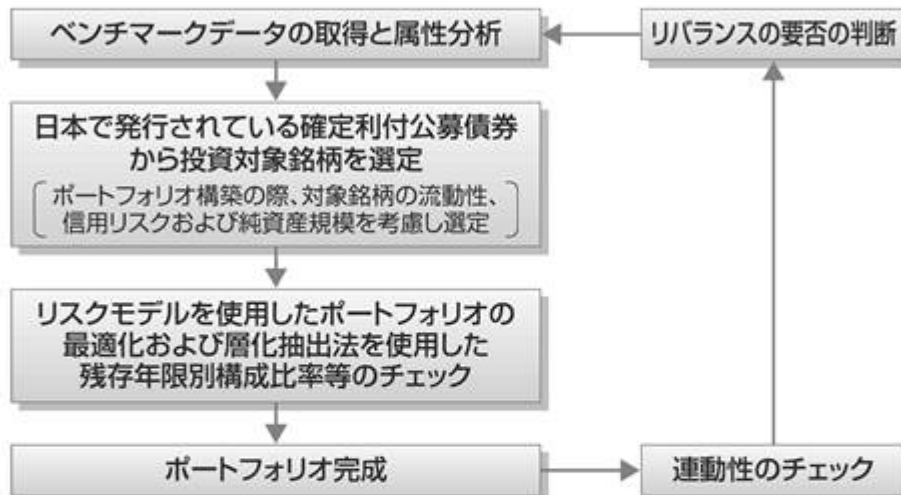 ベンチマークデータの取得と属性分析
リバランスの要否の判断
日本で発行されている確定利付公募債券
から投資対象銘柄を選定
ポートフォリオ構築の際、対象銘柄の流動性、
信用リスクおよび純資産規模を考慮し選定
リスクモデルを使用したポートフォリオの
最適化および層化抽出法を使用した
残存年限別構成比率等のチェック
ポートフォリオ完成
連動性のチェック